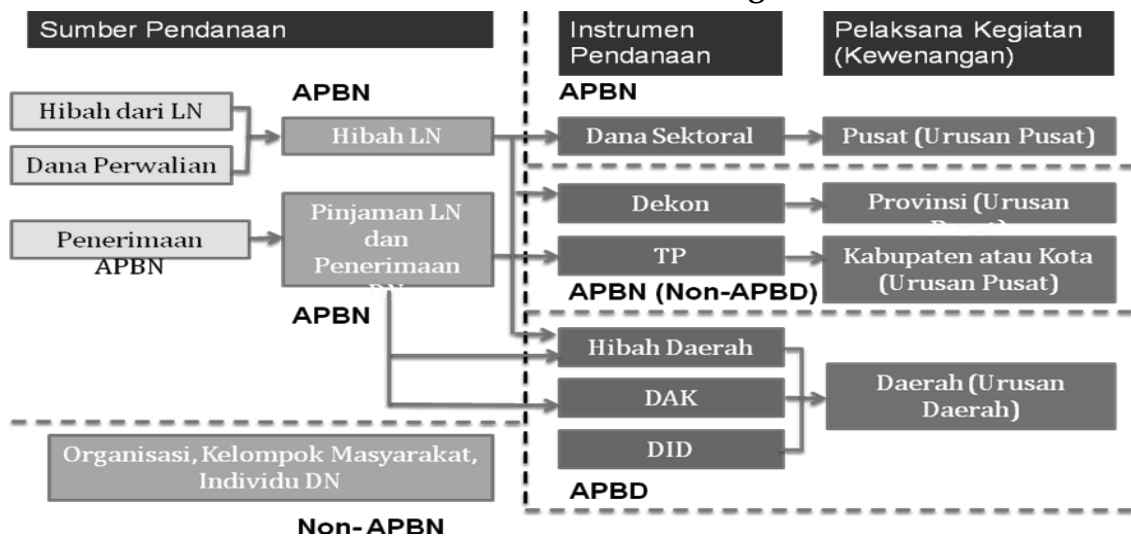 Sumber Pendanaan
Instrumen
Pendanaan
Pelaksana Kegiatan
(Kewenangan)
APBN
APBN
Hibah dari LN
Hibah LN
Dana Sektoral
Pusat (Urusan Pusat)
Dana Perwalian
Dekon
Provinsi (Urusan
Pinjaman LN
dan
Penerimaan
Penerimaan
APBN
TP
Kabupaten atau Kota
(Urusan Pusat)
APBN (Non-APBD)
APBN
Hibah Daerah
DAK
Daerah (Urusan
Daerah)
DID
APBD
Organisasi, Kelompok Masyarakat,
Individu DN
Non- APBN